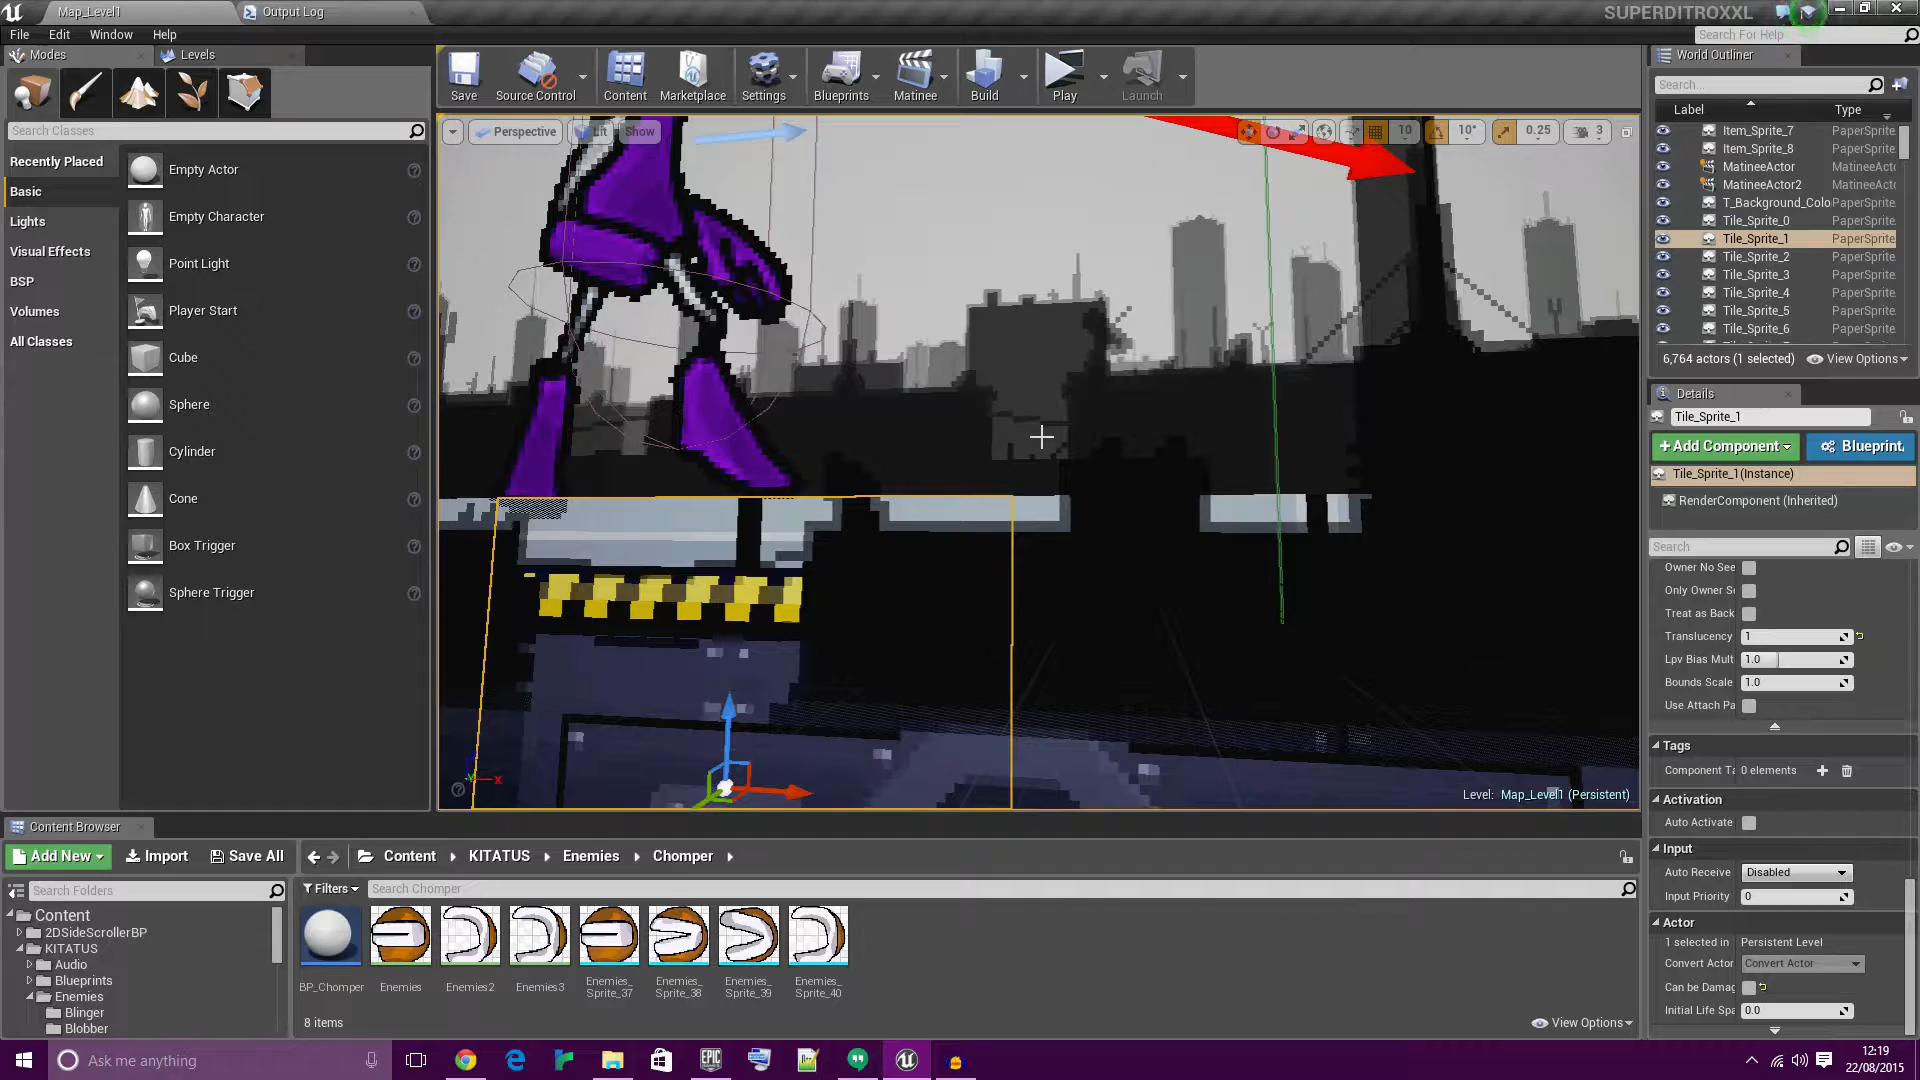 Map_Level1
Output Log
SUPERDITROXXL
File Edit Window Help
Search For Help
Modes
Levels
Search Classes
Recently Placed
Basic
Lights
Visual Effects
BSP
Volumes
All Classes
Empty Actor
Empty Character
Point Light
Player Start
Cube
Sphere
Cylinder
Cone
Box Trigger
Sphere Trigger
Save
Source Control
Content
Marketplace
Settings
Blueprints
Matinee
Build
Play
Launch
Perspective
Lit
Show
10
10°
0.25
3
Level: Map_Level1 (Persistent)
World Outliner
Search...
Label Type
Item_Sprite_7 PaperSprite
Item_Sprite_8 PaperSprite
MatineeActor MatineeActo
MatineeActor2 MatineeActo
T_Background_Colo PaperSprite
Tile_Sprite_0 PaperSprite
Tile_Sprite_1 PaperSprite
Tile_Sprite_2 PaperSprite
Tile_Sprite_3 PaperSprite
Tile_Sprite_4 PaperSprite
Tile_Sprite_5 PaperSprite
Tile_Sprite_6 PaperSprite
6,764 actors (1 selected)
View Options
Details
Tile_Sprite_1
+Add Component
Blueprint
Tile_Sprite_1(Instance)
RenderComponent (Inherited)
Search
Owner No See
Only Owner S
Treat as Back
Translucency 1
Lpv Bias Mult 1.0
Bounds Scale 1.0
Use Attach Pa
Tags
Component Ta 0 elements
Activation
Auto Activate
Input
Auto Receive Disabled
Input Priority 0
Actor
1 selected in Persistent Level
Convert Actor Convert Actor
Can be Damag
Initial Life Spa 0.0
Content Browser
Add New
Import
Save All
Content KITATUS Enemies Chomper
Search Folders
Filters
Search Chomper
Content
2DSideScrollerBP
KITATUS
Audio
Blueprints
Enemies
Blinger
Blobber
BP_Chomper
Enemies
Enemies2
Enemies3
Enemies_
Sprite_37
Enemies_
Sprite_38
Enemies_
Sprite_39
Enemies_
Sprite_40
8 items
View Options
Ask me anything
EPIC
12:19
22/08/2015